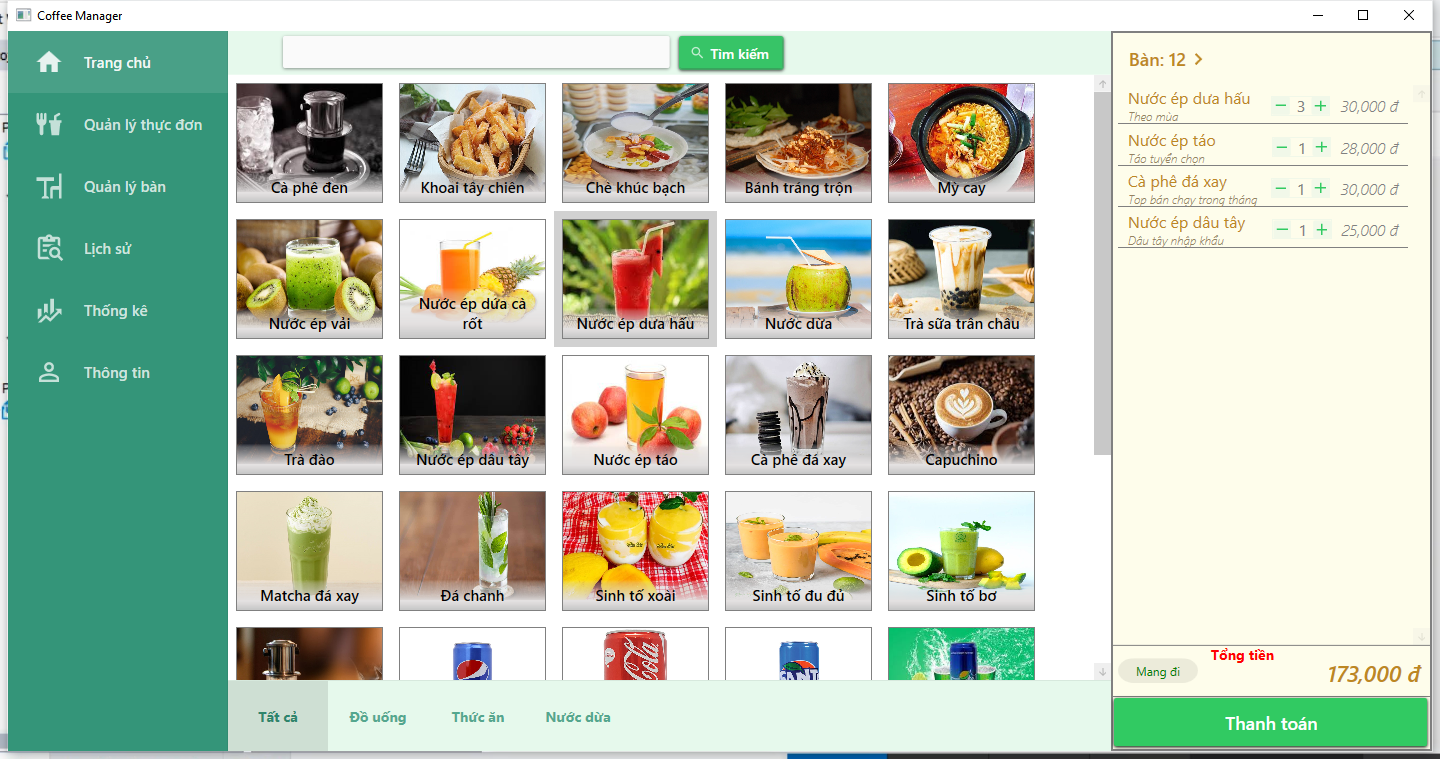 Coffee Manager
Trang chủ
Quản lý thực đơn
Quản lý bàn
Lịch sử
Thống kê
Thông tin
Tìm kiếm
Cà phê đen
Khoai tây chiên
Chè khúc bạch
Bánh tráng trộn
Mỳ cay
Nước ép vải
Nước ép dứa cà
rốt
Nước ép dưa hấu
Nước dừa
Trà sữa trân châu
Trà đào
Nước ép dâu tây
Nước ép táo
Cà phê đá xay
Capuchino
Matcha đá xay
Đá chanh
Sinh tố xoài
Sinh tố đu đủ
Sinh tố bơ
Tất cả
Đồ uống
Thức ăn
Nước dừa
Bàn: 12
Nước ép dưa hấu
Theo mùa
3
30,000 đ
Nước ép táo
Táo tuyển chọn
1
28,000 đ
Cà phê đá xay
Top bán chạy trong tháng
1
30,000 đ
Nước ép dâu tây
Dâu tây nhập khẩu
1
25,000 đ
Tổng tiền
Mang đi
173,000 đ
Thanh toán